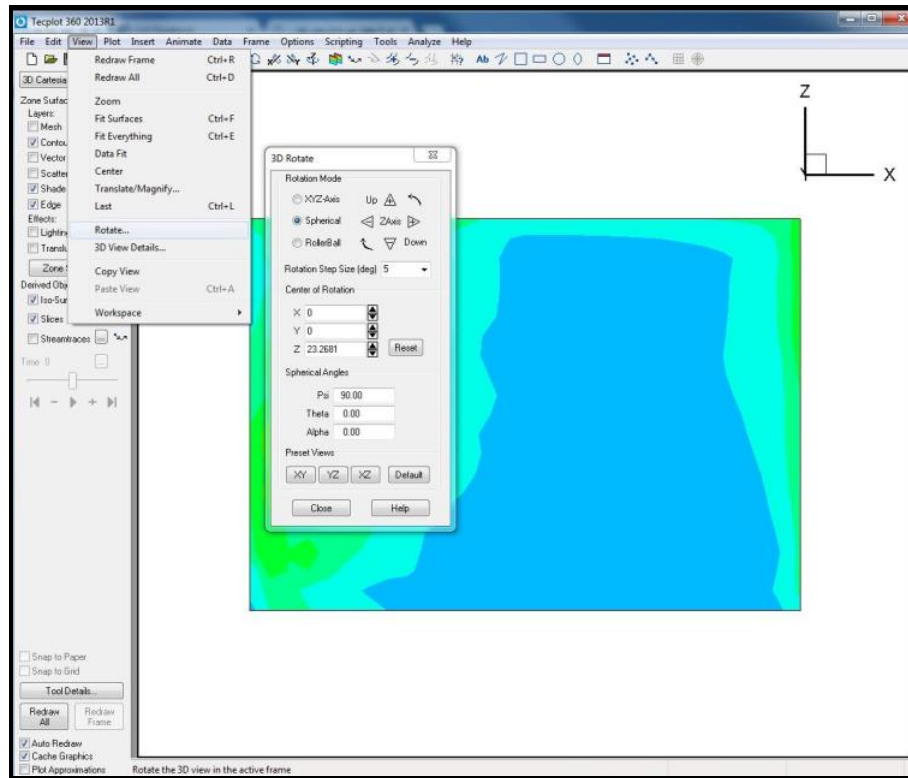 Tecplot 360 2013R1
File Edit View Plot Insert Animate Data Frame Options Scripting Tools Analyze Help
3D Cartesia
Zone Surfac
Layers:
Mesh
Contou
Vector
Scatter
Shade
Edge
Effects:
Lightin
Translu
Zone S
Derived Obj
Iso-Sur
Slices
Streamtraces
Time: 0
Snap to Paper
Snap to Grid
Tool Details...
Redraw All
Redraw Frame
Auto Redraw
Cache Graphics
Plot Approximations
Redraw Frame Ctrl+R
Redraw All Ctrl+D
Zoom
Fit Surfaces Ctrl+F
Fit Everything Ctrl+E
Data Fit
Center
Translate/Magnify...
Last Ctrl+L
Rotate...
3D View Details...
Copy View
Paste View Ctrl+A
Workspace
3D Rotate
Rotation Mode
XYZ-Axis Up
Spherical ZAxis
RollerBall Down
Rotation Step Size (deg) 5
Center of Rotation
X 0
Y 0
Z 23.2681 Reset
Spherical Angles
Psi 90.00
Theta 0.00
Alpha 0.00
Preset Views
XY YZ XZ Default
Close Help
Ab
Z
X
Rotate the 3D view in the active frame